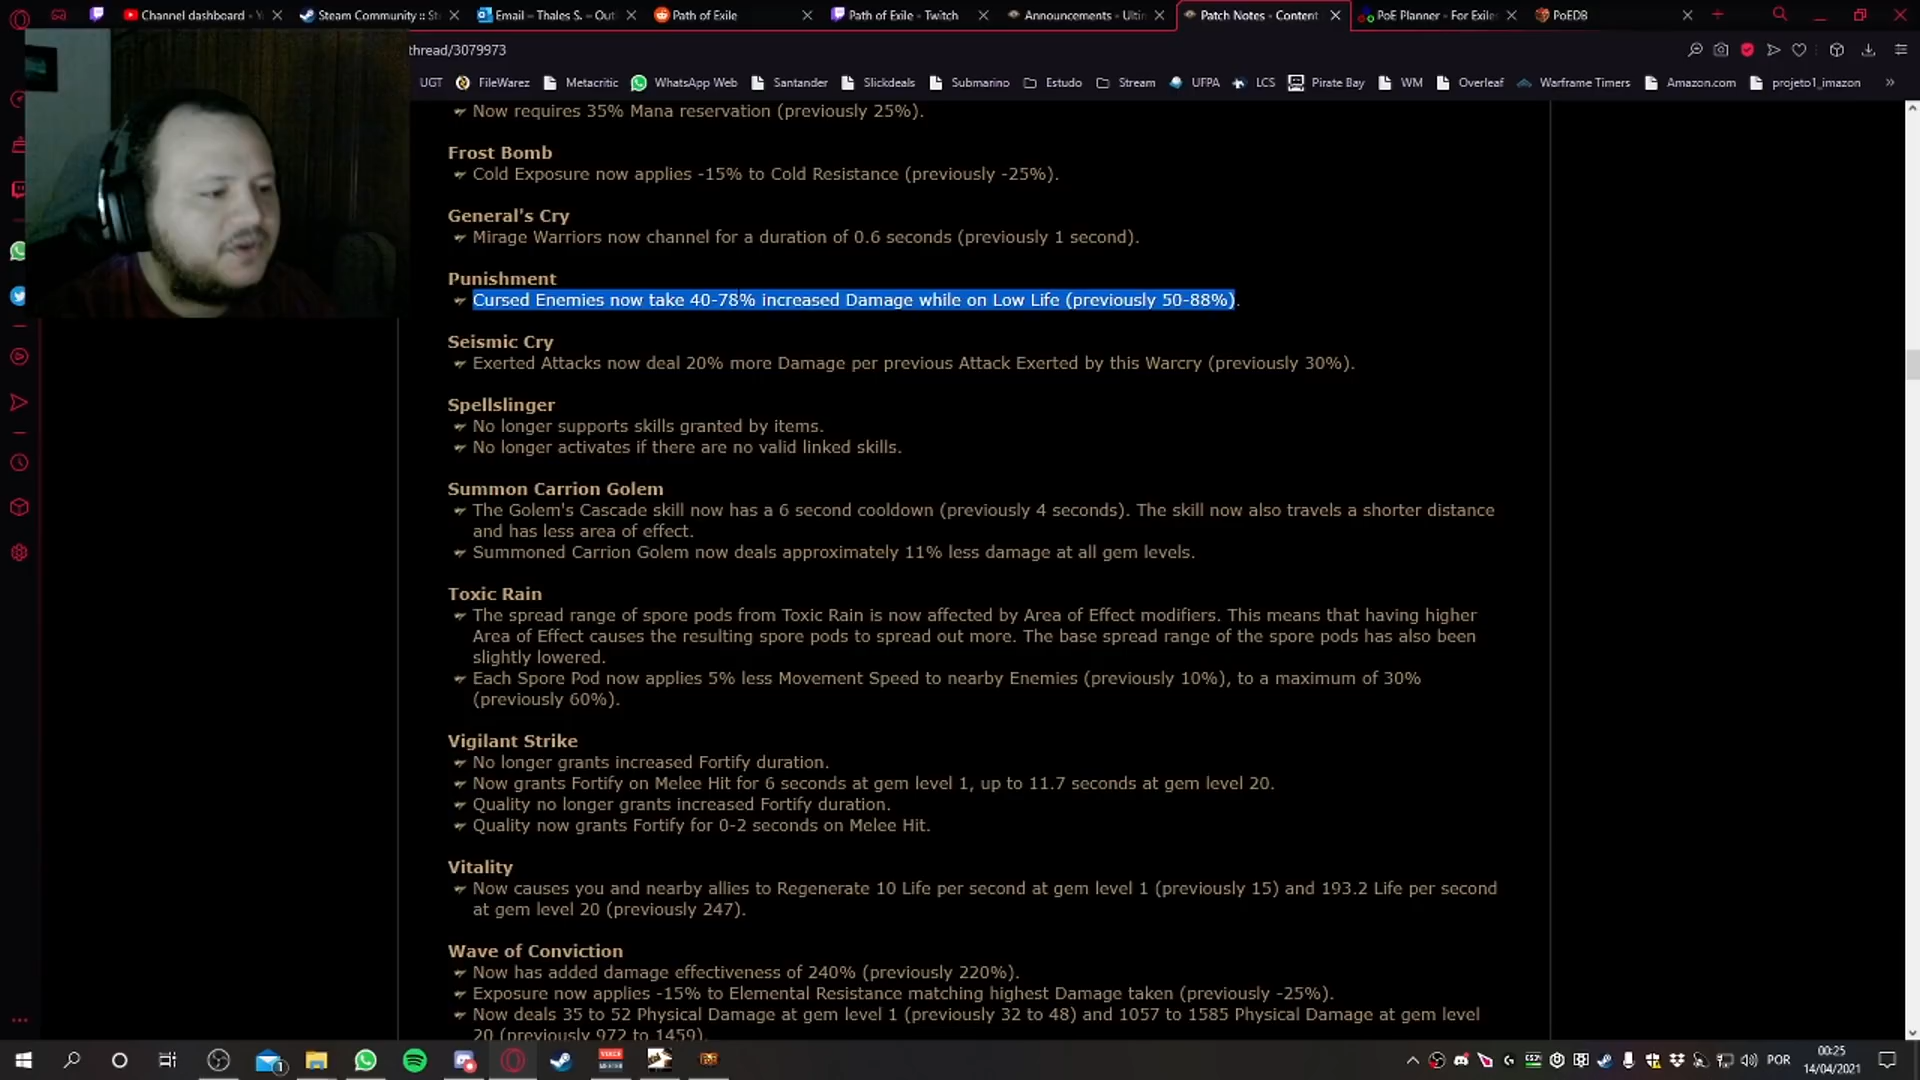 Channel dashboard - Y
Steam Community :: St
Email – Thales S. – Outl
Path of Exile
Path of Exile - Twitch
Announcements - Ultin
Patch Notes - Content
PoE Planner - For Exile
PoEDB
thread/3079973
UGT
FileWarez
Metacritic
WhatsApp Web
Santander
Slickdeals
Submarino
Estudo
Stream
UFPA
LCS
Pirate Bay
WM
Overleaf
Warframe Timers
Amazon.com
projeto1_imazon
»
Now requires 35% Mana reservation (previously 25%).
Frost Bomb
Cold Exposure now applies -15% to Cold Resistance (previously -25%).
General's Cry
Mirage Warriors now channel for a duration of 0.6 seconds (previously 1 second).
Punishment
Cursed Enemies now take 40-78% increased Damage while on Low Life (previously 50-88%).
Seismic Cry
Exerted Attacks now deal 20% more Damage per previous Attack Exerted by this Warcry (previously 30%).
Spellslinger
No longer supports skills granted by items.
No longer activates if there are no valid linked skills.
Summon Carrion Golem
The Golem's Cascade skill now has a 6 second cooldown (previously 4 seconds). The skill now also travels a shorter distance
and has less area of effect.
Summoned Carrion Golem now deals approximately 11% less damage at all gem levels.
Toxic Rain
The spread range of spore pods from Toxic Rain is now affected by Area of Effect modifiers. This means that having higher
Area of Effect causes the resulting spore pods to spread out more. The base spread range of the spore pods has also been
slightly lowered.
Each Spore Pod now applies 5% less Movement Speed to nearby Enemies (previously 10%), to a maximum of 30%
(previously 60%).
Vigilant Strike
No longer grants increased Fortify duration.
Now grants Fortify on Melee Hit for 6 seconds at gem level 1, up to 11.7 seconds at gem level 20.
Quality no longer grants increased Fortify duration.
Quality now grants Fortify for 0-2 seconds on Melee Hit.
Vitality
Now causes you and nearby allies to Regenerate 10 Life per second at gem level 1 (previously 15) and 193.2 Life per second
at gem level 20 (previously 247).
Wave of Conviction
Now has added damage effectiveness of 240% (previously 220%).
Exposure now applies -15% to Elemental Resistance matching highest Damage taken (previously -25%).
Now deals 35 to 52 Physical Damage at gem level 1 (previously 32 to 48) and 1057 to 1585 Physical Damage at gem level
20 (previously 972 to 1459).
POR
00:25
14/04/2021